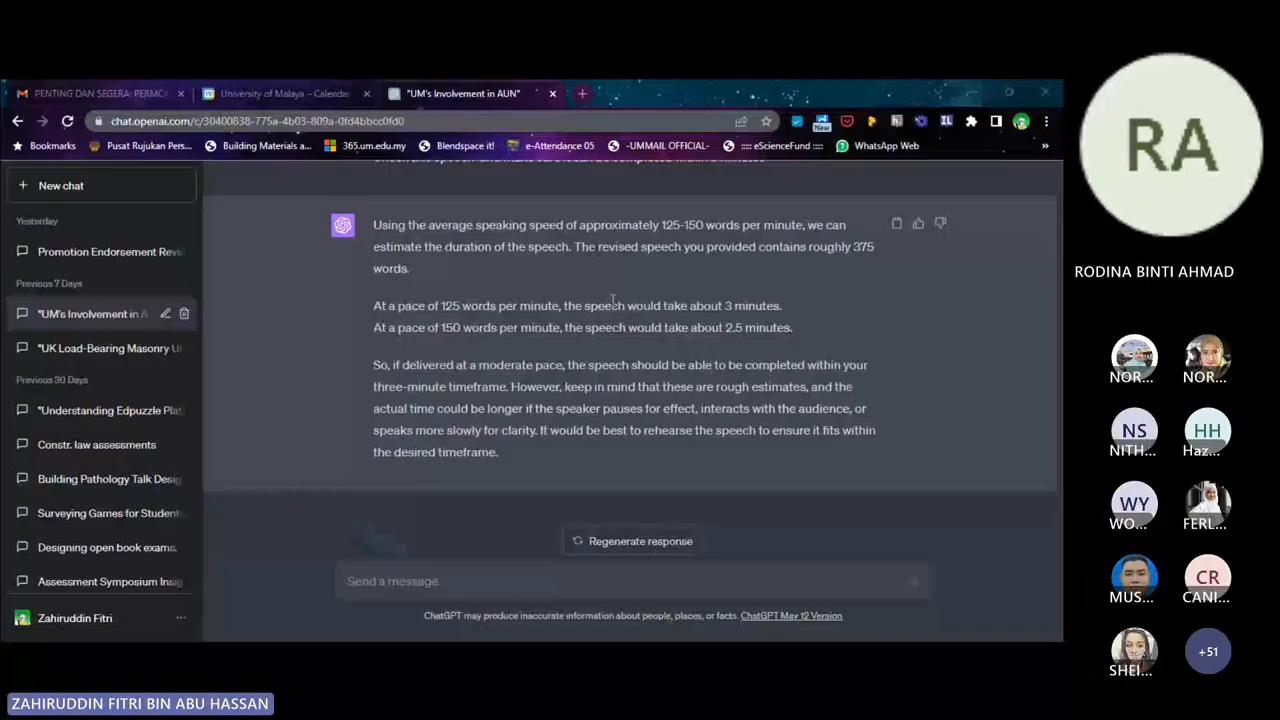 PENTING DAN SEGERA: PERMC
University of Malaya – Calenda
"UM's Involvement in AUN"
chat.openai.com/c/30400838-775a-4b03-809a-0fd4bbcc0fd0
New
Bookmarks
Pusat Rujukan Pers...
Building Materials a...
365.um.edu.my
Blendspace it!
e-Attendance 05
-UMMAIL OFFICIAL-
:::: eScienceFund ::::
WhatsApp Web
»
+ New chat
Yesterday
Promotion Endorsement Revi
Previous 7 Days
"UM's Involvement in A
"UK Load-Bearing Masonry U
Previous 30 Days
"Understanding Edpuzzle Plat
Constr. law assessments
Building Pathology Talk Desig
Surveying Games for Students
Designing open book exams.
Assessment Symposium Insig
Zahiruddin Fitri
...
Using the average speaking speed of approximately 125-150 words per minute, we can
estimate the duration of the speech. The revised speech you provided contains roughly 375
words.
At a pace of 125 words per minute, the speech would take about 3 minutes.
At a pace of 150 words per minute, the speech would take about 2.5 minutes.
So, if delivered at a moderate pace, the speech should be able to be completed within your
three-minute timeframe. However, keep in mind that these are rough estimates, and the
actual time could be longer if the speaker pauses for effect, interacts with the audience, or
speaks more slowly for clarity. It would be best to rehearse the speech to ensure it fits within
the desired timeframe.
Regenerate response
Send a message.
ChatGPT may produce inaccurate information about people, places, or facts. ChatGPT May 12 Version
RA
RODINA BINTI AHMAD
NOR...
NOR...
NS
NITH...
HH
Haz...
WY
WO...
FERL...
MUS...
CR
CANI...
SHEI...
+51
ZAHIRUDDIN FITRI BIN ABU HASSAN